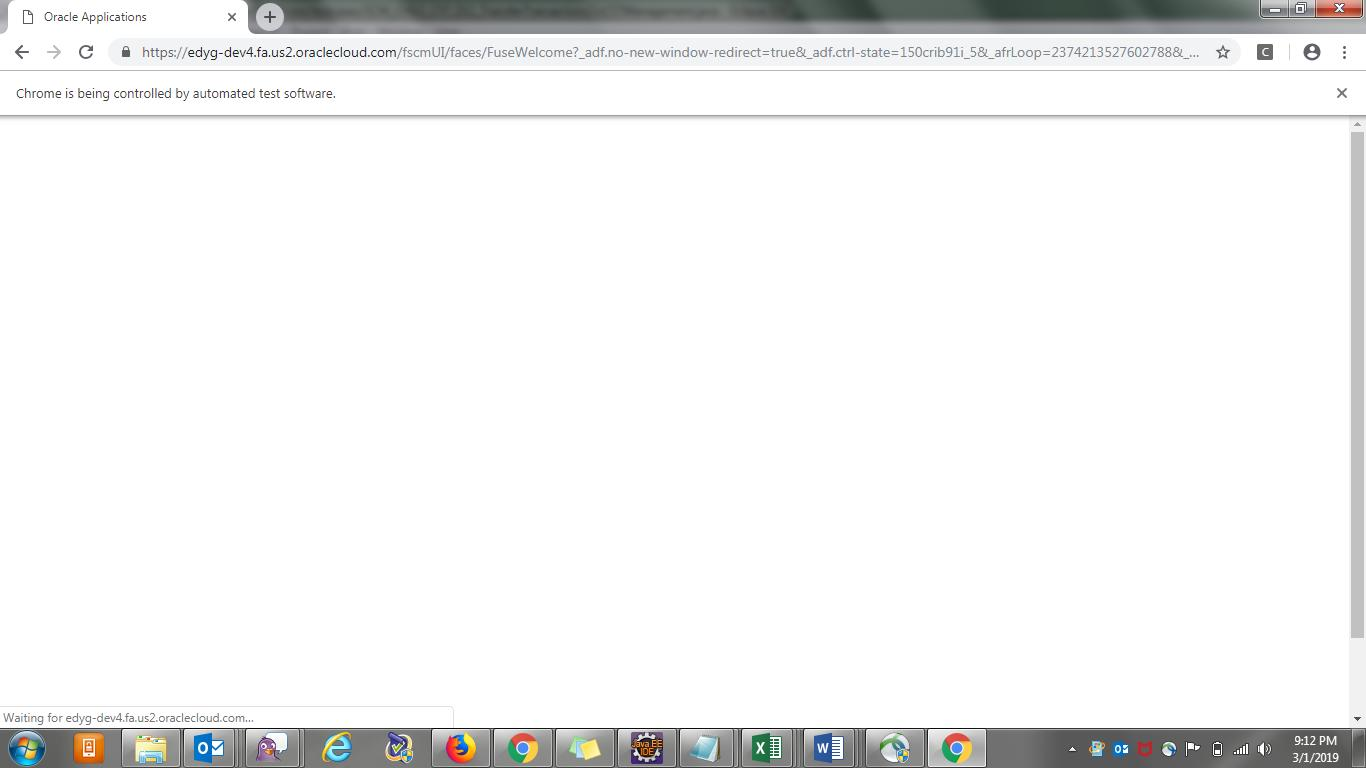 Oracle Applications
https://edyg-dev4.fa.us2.oraclecloud.com/fscmUI/faces/FuseWelcome?_adf.no-new-window-redirect=true&_adf.ctrl-state=150crib91i_5&_afrLoop=2374213527602788&_...
C
Chrome is being controlled by automated test software.
Waiting for edyg-dev4.fa.us2.oraclecloud.com...
Java EE
IDE
9:12 PM
3/1/2019